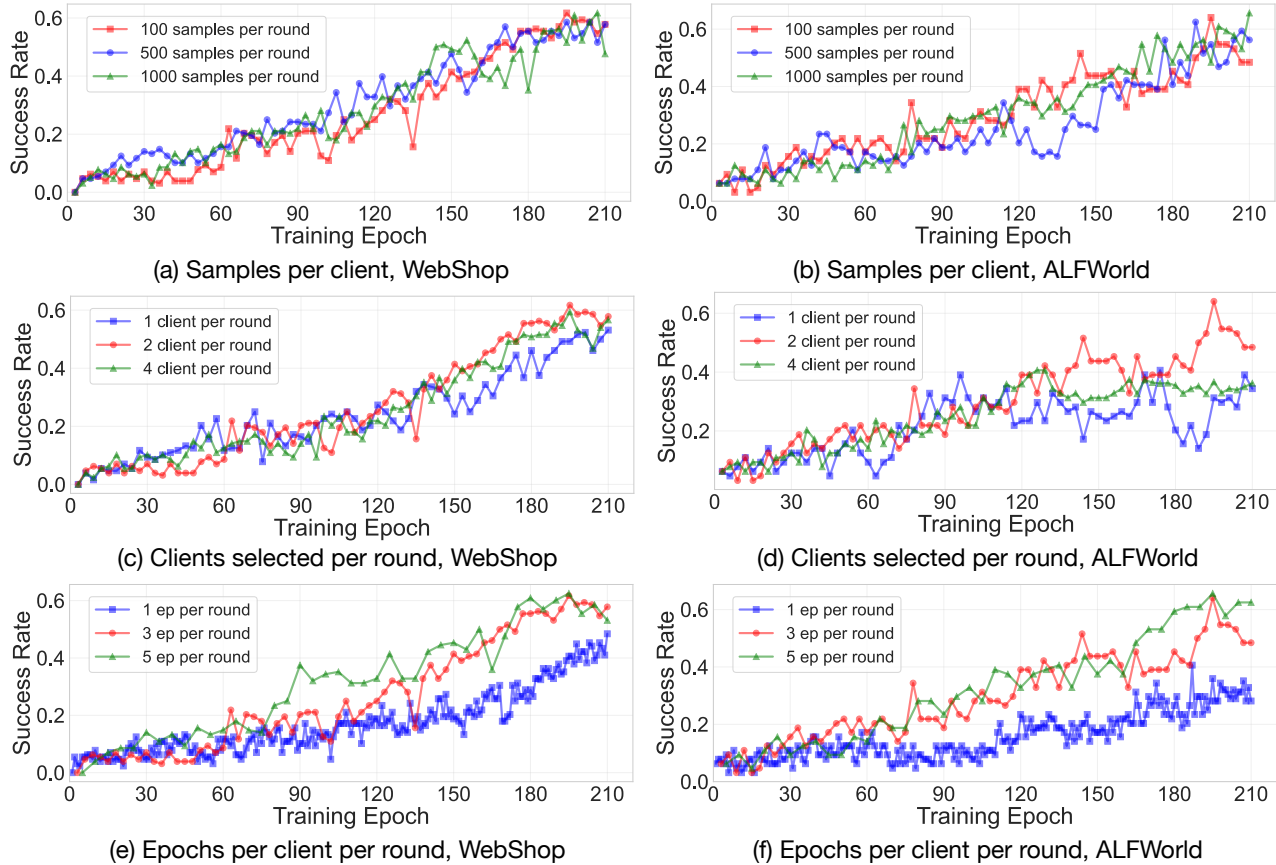 Success Rate
0.6
0.4
0.2
0.0
100 samples per round
500 samples per round
1000 samples per round
0 30 60 90 120 150 180 210
Training Epoch
(a) Samples per client, WebShop
Success Rate
0.6
0.4
0.2
0.0
100 samples per round
500 samples per round
1000 samples per round
0 30 60 90 120 150 180 210
Training Epoch
(b) Samples per client, ALFWorld
Success Rate
0.6
0.4
0.2
0.0
1 client per round
2 client per round
4 client per round
0 30 60 90 120 150 180 210
Training Epoch
(c) Clients selected per round, WebShop
Success Rate
0.6
0.4
0.2
1 client per round
2 client per round
4 client per round
0 30 60 90 120 150 180 210
Training Epoch
(d) Clients selected per round, ALFWorld
Success Rate
0.6
0.4
0.2
0.0
1 ep per round
3 ep per round
5 ep per round
0 30 60 90 120 150 180 210
Training Epoch
(e) Epochs per client per round, WebShop
Success Rate
0.6
0.4
0.2
0.0
1 ep per round
3 ep per round
5 ep per round
0 30 60 90 120 150 180 210
Training Epoch
(f) Epochs per client per round, ALFWorld